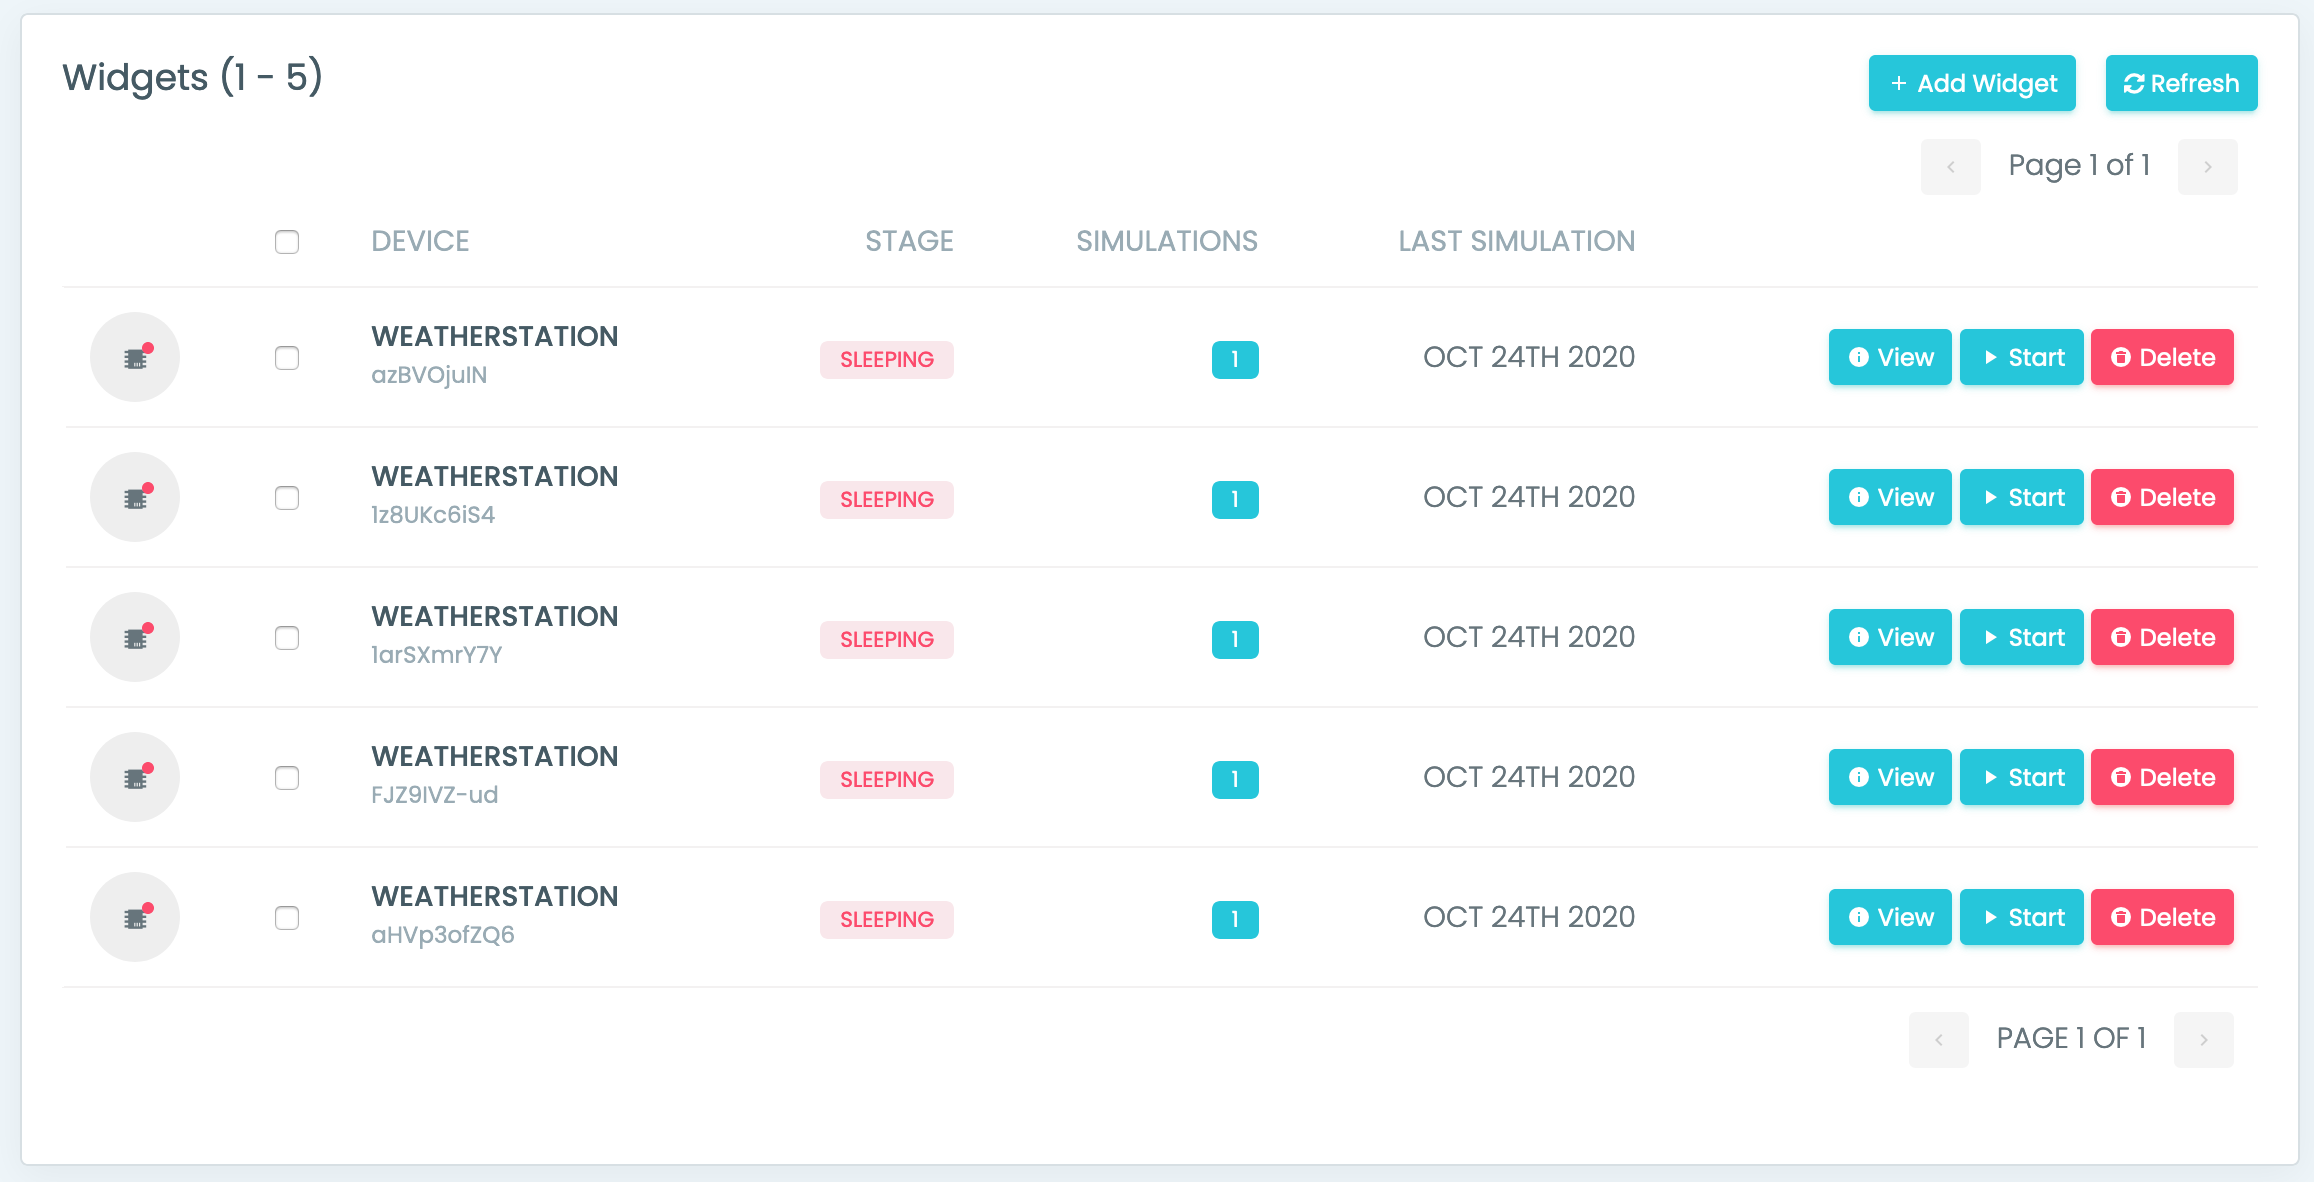 Widgets (1 - 5)
+ Add Widget
Refresh
Page 1 of 1
DEVICE STAGE SIMULATIONS LAST SIMULATION
WEATHERSTATION
azBVOjuIN
SLEEPING 1 OCT 24TH 2020 View Start Delete
WEATHERSTATION
1z8UKc6iS4
SLEEPING 1 OCT 24TH 2020 View Start Delete
WEATHERSTATION
1arSXmrY7Y
SLEEPING 1 OCT 24TH 2020 View Start Delete
WEATHERSTATION
FJZ9IVZ-ud
SLEEPING 1 OCT 24TH 2020 View Start Delete
WEATHERSTATION
aHVp3ofZQ6
SLEEPING 1 OCT 24TH 2020 View Start Delete
PAGE 1 OF 1